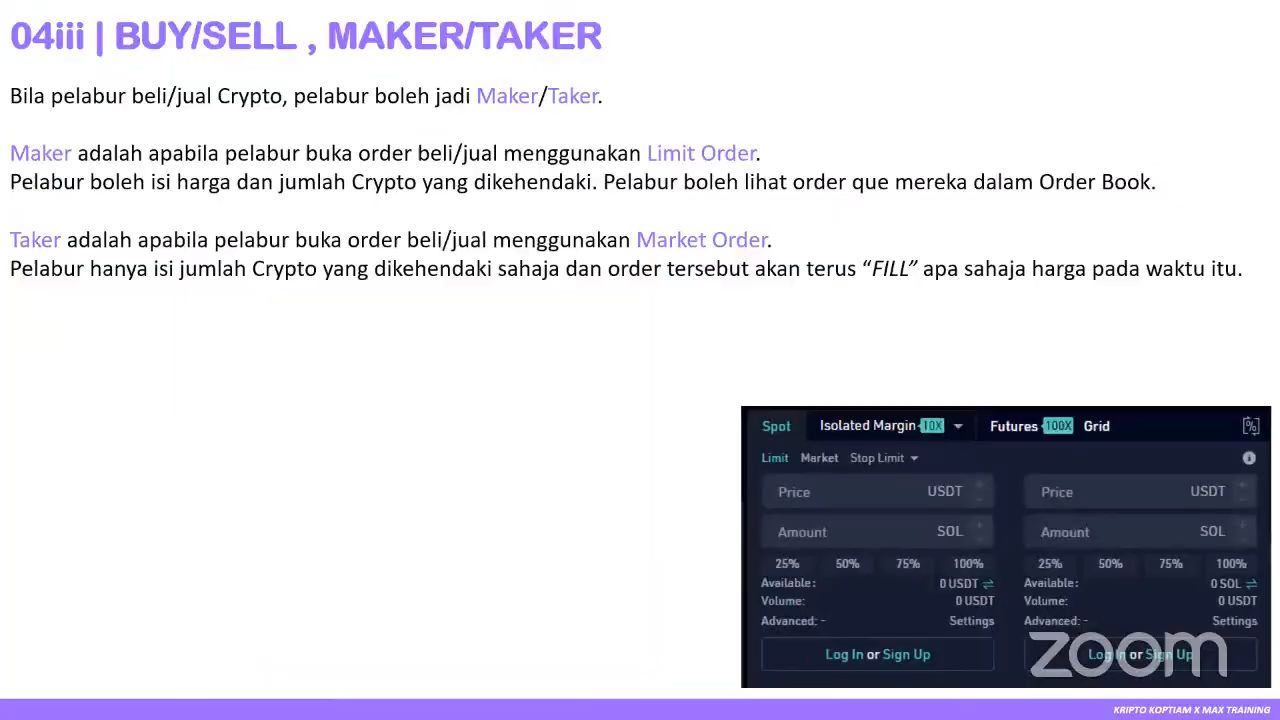 04iii | BUY/SELL , MAKER/TAKER
Bila pelabur beli/jual Crypto, pelabur boleh jadi Maker/Taker.
Maker adalah apabila pelabur buka order beli/jual menggunakan Limit Order.
Pelabur boleh isi harga dan jumlah Crypto yang dikehendaki. Pelabur boleh lihat order que mereka dalam Order Book.
Taker adalah apabila pelabur buka order beli/jual menggunakan Market Order.
Pelabur hanya isi jumlah Crypto yang dikehendaki sahaja dan order tersebut akan terus “FILL” apa sahaja harga pada waktu itu.
Spot Isolated Margin 10X Futures 100X Grid
Limit Market Stop Limit
Price USDT Price USDT
Amount SOL Amount SOL
25% 50% 75% 100% 25% 50% 75% 100%
Available: 0 USDT Available: 0 SOL
Volume: 0 USDT Volume: 0 USDT
Advanced: - Settings Advanced: - Settings
Log In or Sign Up Log In or Sign Up
zoom
KRIPTO KOPTIAM X MAX TRAINING